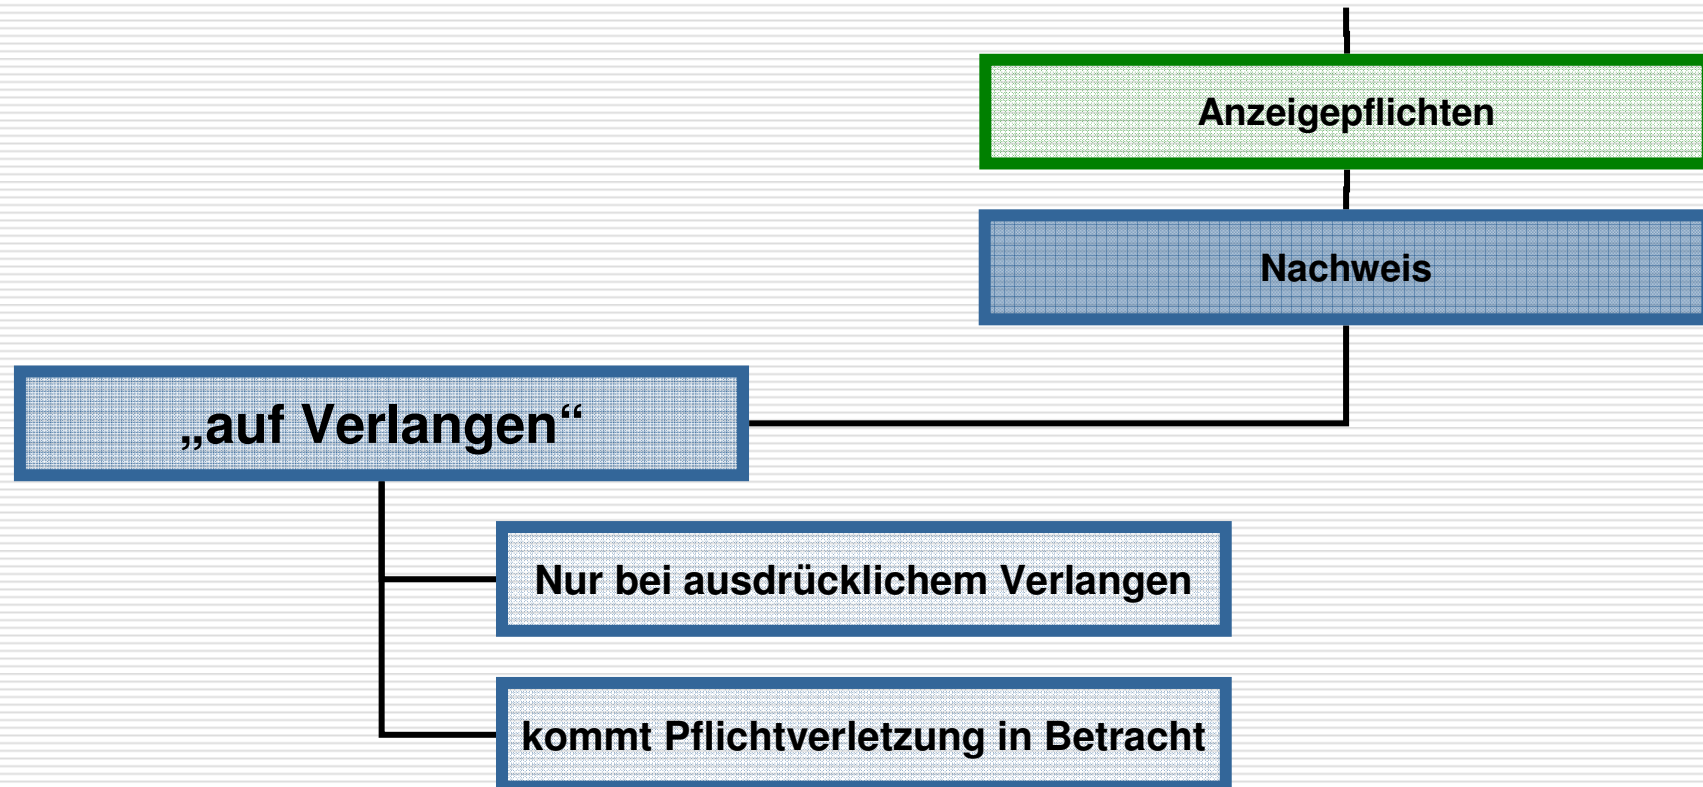 Anzeigepflichten
Nachweis
„auf Verlangen“
Nur bei ausdrücklichem Verlangen
kommt Pflichtverletzung in Betracht